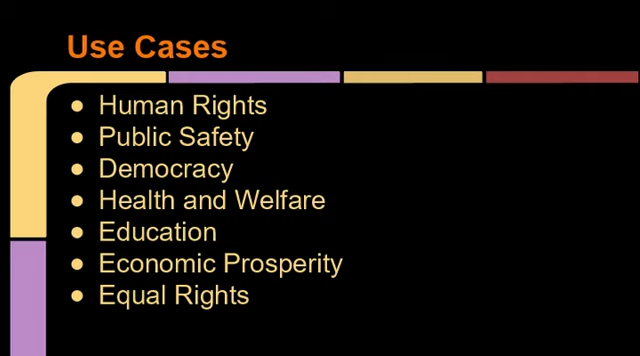 Use Cases
Human Rights
Public Safety
Democracy
Health and Welfare
Education
Economic Prosperity
Equal Rights